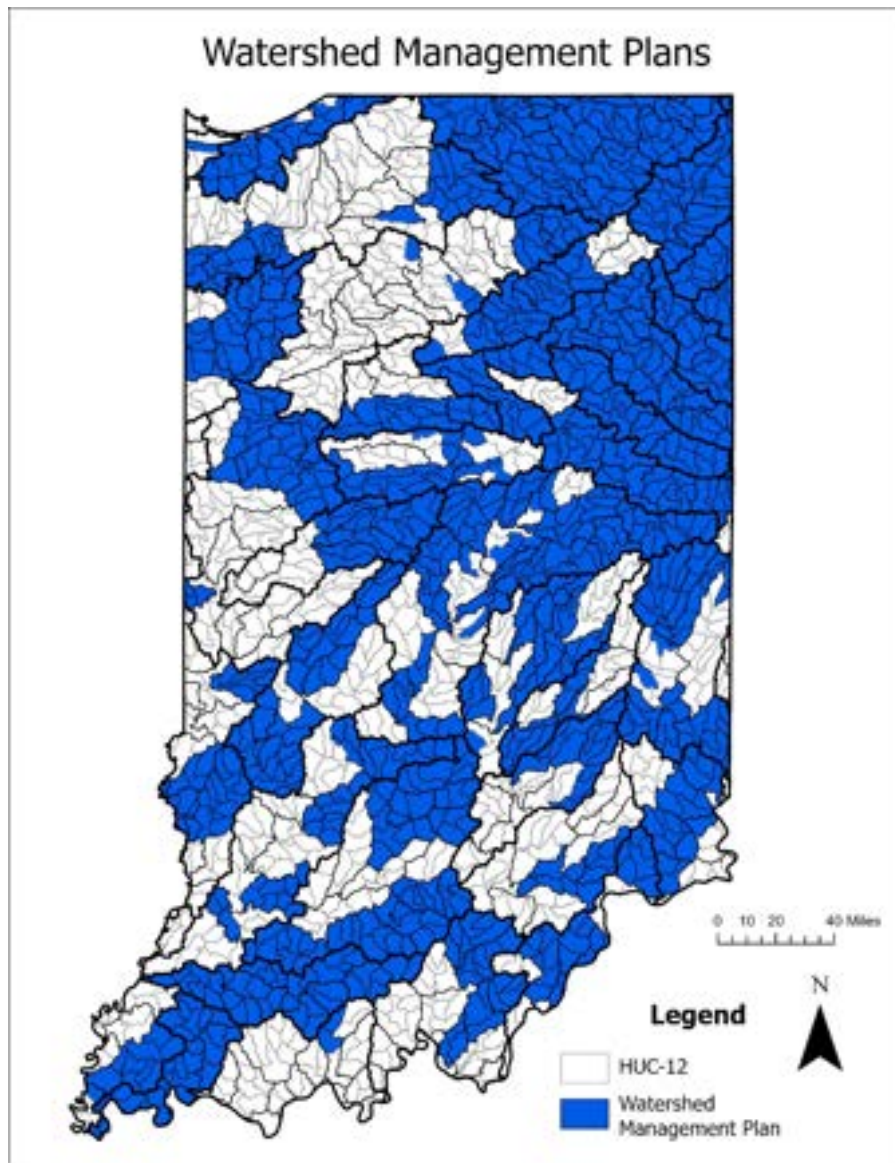 Watershed Management Plans
0 10 20 40 Miles
N
Legend
HUC-12
Watershed
Management Plan